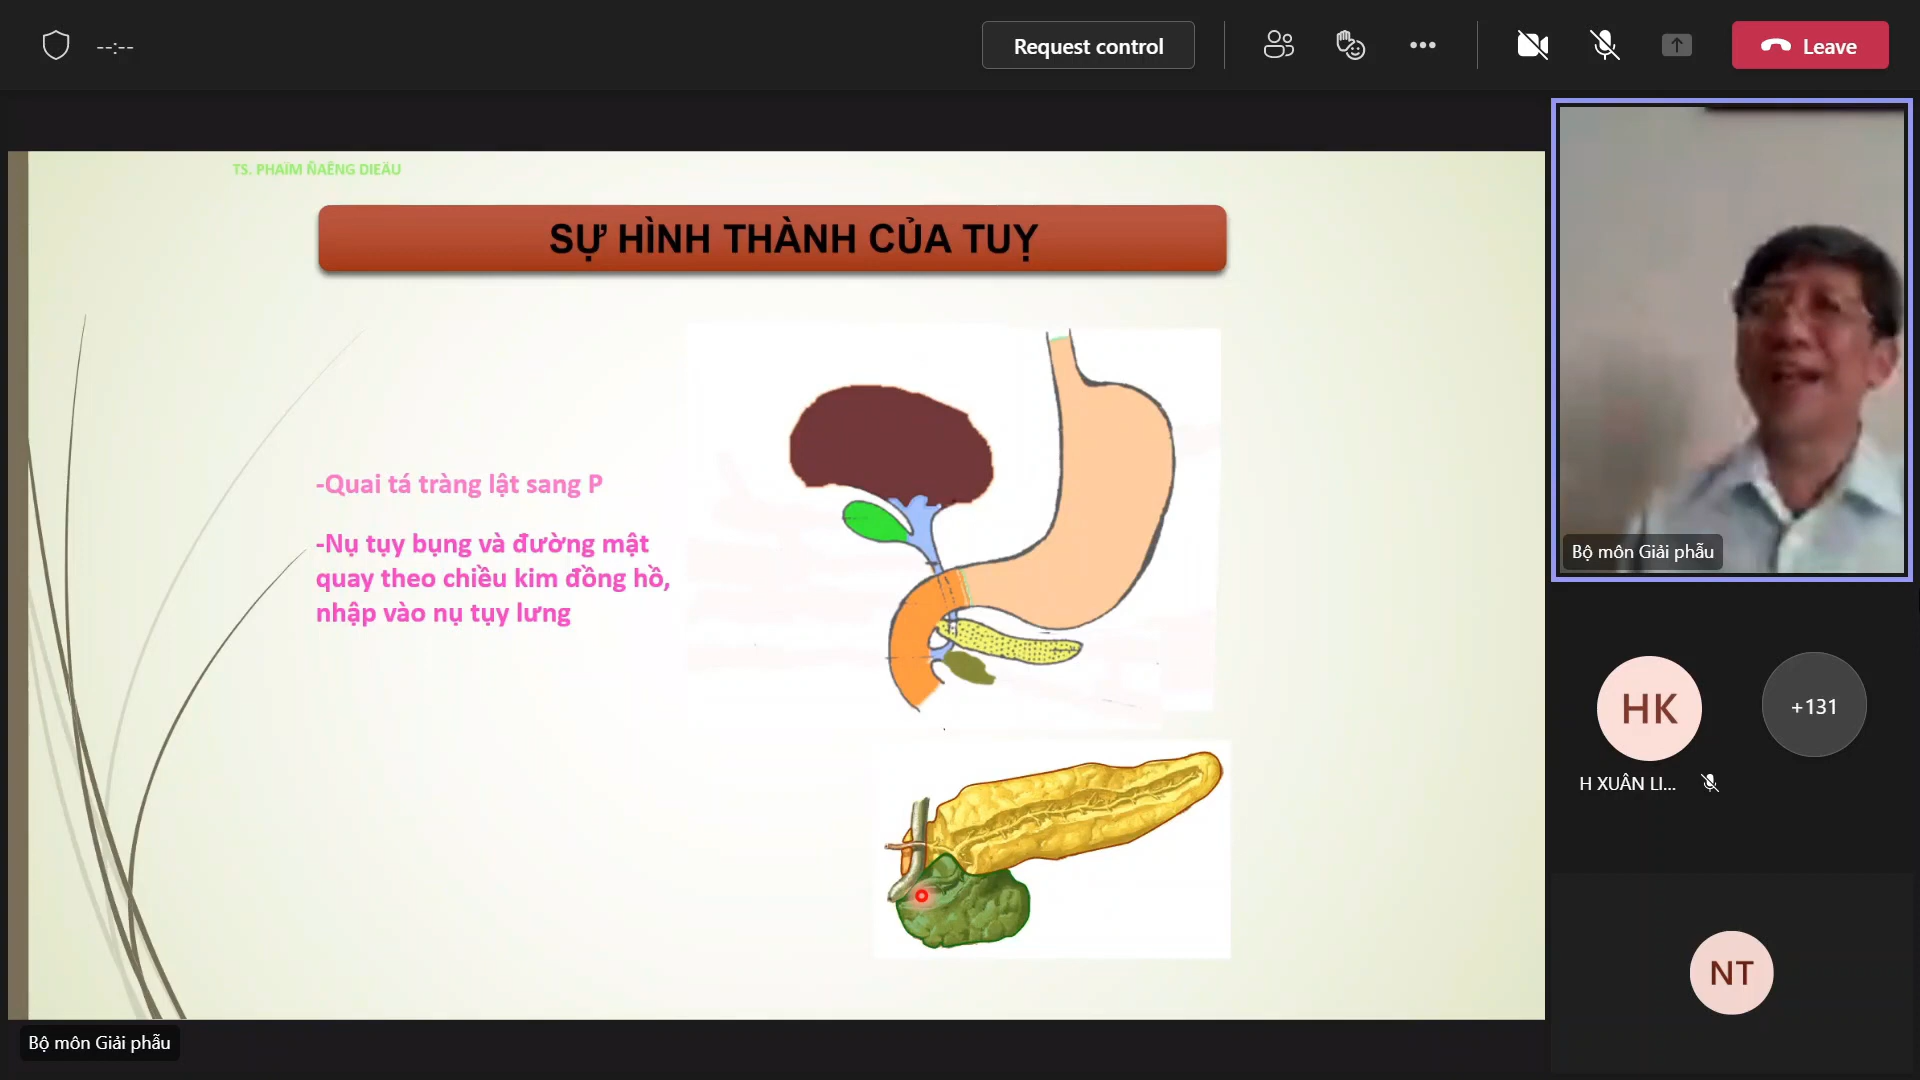 --:--
Request control
Leave
TS. PHAÏM ÑAÊNG DIEÄU
SỰ HÌNH THÀNH CỦA TUỴ
-Quai tá tràng lật sang P
-Nụ tụy bụng và đường mật
quay theo chiều kim đồng hồ,
nhập vào nụ tụy lưng
Bộ môn Giải phẫu
HK
+131
H XUÂN LI...
NT
Bộ môn Giải phẫu